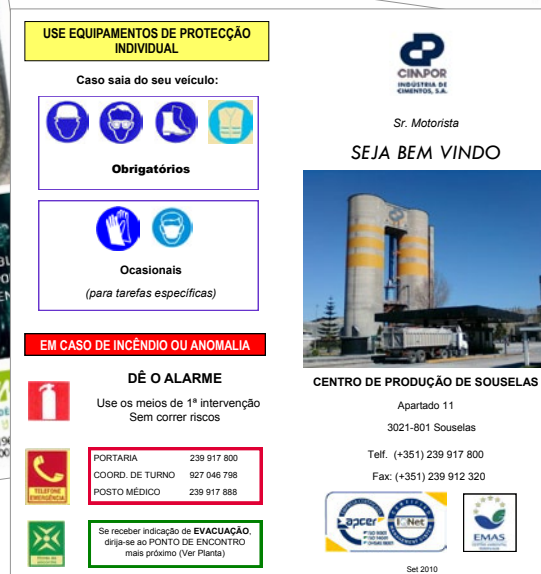 USE EQUIPAMENTOS DE PROTECÇÃO
INDIVIDUAL
Caso saia do seu veículo:
Obrigatórios
Ocasionais
(para tarefas específicas)
EM CASO DE INCÊNDIO OU ANOMALIA
DÊ O ALARME
Use os meios de 1ª intervenção
Sem correr riscos
TELEFONE
EMERGÊNCIA
PORTARIA 239 917 800
COORD. DE TURNO 927 046 798
POSTO MÉDICO 239 917 888
Se receber indicação de EVACUAÇÃO,
dirija-se ao PONTO DE ENCONTRO
mais próximo (Ver Planta)
CIMPOR
INDÚSTRIA DE
CIMENTOS, S.A.
Sr. Motorista
SEJA BEM VINDO
CENTRO DE PRODUÇÃO DE SOUSELAS
Apartado 11
3021-801 Souselas
Telf. (+351) 239 917 800
Fax: (+351) 239 912 320
apcer
IQNet
EMAS
Set 2010